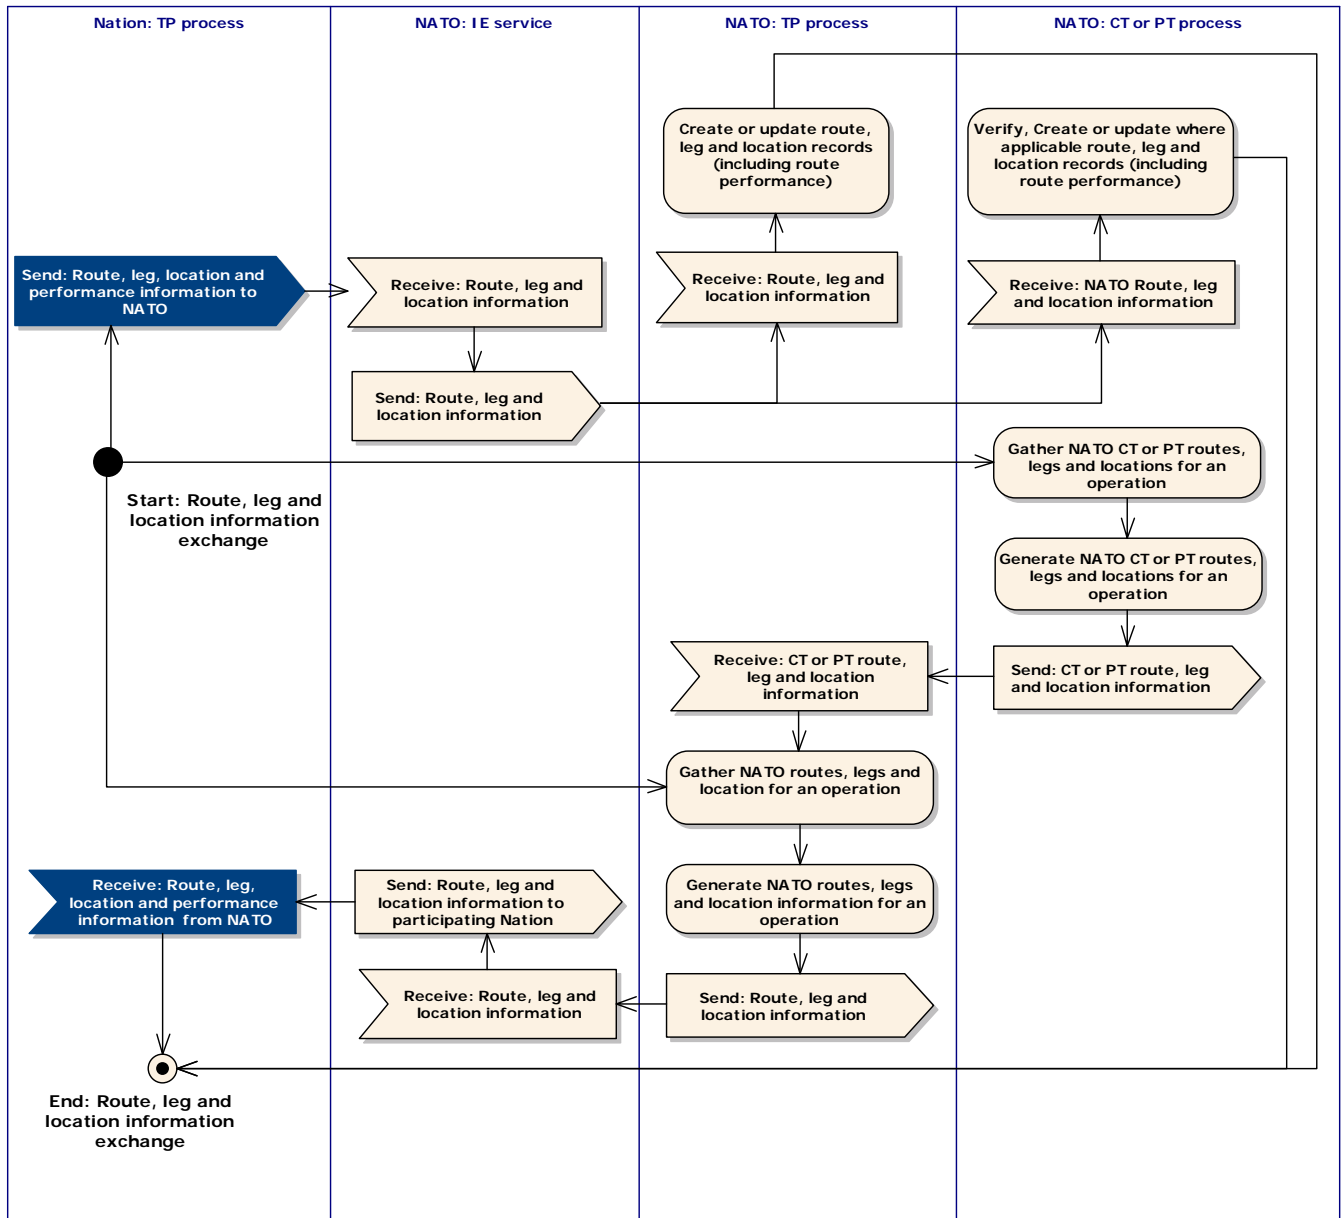 Nation: TP process
NATO: IE service
NATO: TP process
NATO: CT or PT process
Create or update route,
leg and location records
(including route
performance)
Verify, Create or update where
applicable route, leg and
location records (including
route performance)
Send: Route, leg, location and
performance information to
NATO
Receive: Route, leg and
location information
Receive: Route, leg and
location information
Receive: NATO Route, leg
and location information
Send: Route, leg and
location information
Start: Route, leg and
location information
exchange
Gather NATO CT or PT routes,
legs and locations for an
operation
Generate NATO CT or PT routes,
legs and locations for an
operation
Receive: CT or PT route,
leg and location
information
Send: CT or PT route, leg
and location information
Gather NATO routes, legs and
location for an operation
Receive: Route, leg,
location and performance
information from NATO
Send: Route, leg and
location information to
participating Nation
Generate NATO routes, legs
and location information for an
operation
Receive: Route, leg and
location information
Send: Route, leg and
location information
End: Route, leg and
location information
exchange